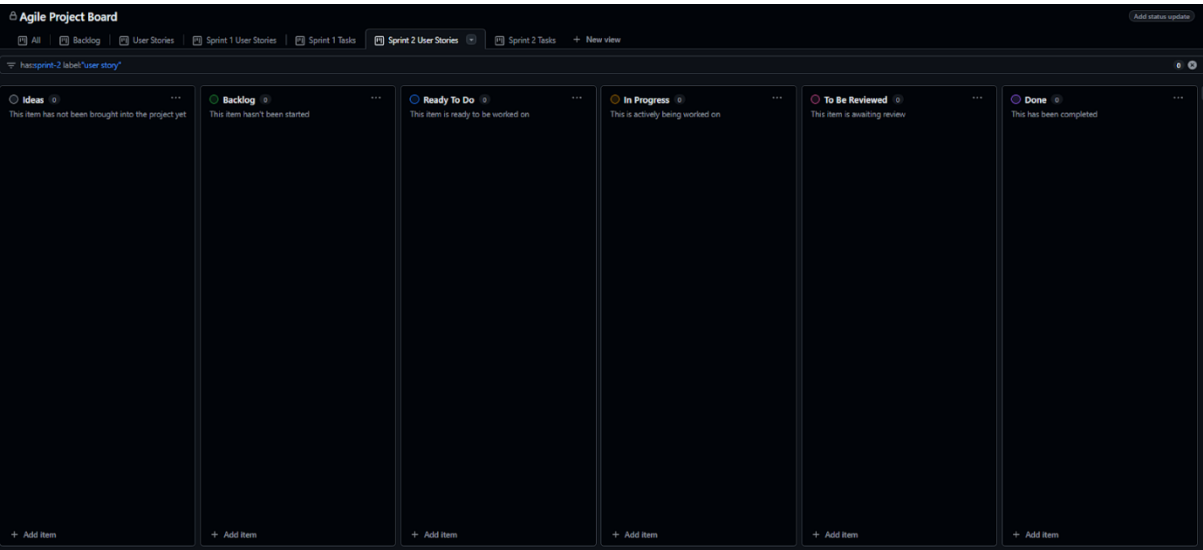 Agile Project Board
Add status update
All
Backlog
User Stories
Sprint 1 User Stories
Sprint 1 Tasks
Sprint 2 User Stories
Sprint 2 Tasks
+ New view
has:sprint-2 label:"user story"
0
Ideas 0
This item has not been brought into the project yet
+ Add item
Backlog 0
This item hasn't been started
+ Add item
Ready To Do 0
This item is ready to be worked on
+ Add item
In Progress 0
This is actively being worked on
+ Add item
To Be Reviewed 0
This item is awaiting review
+ Add item
Done 0
This has been completed
+ Add item